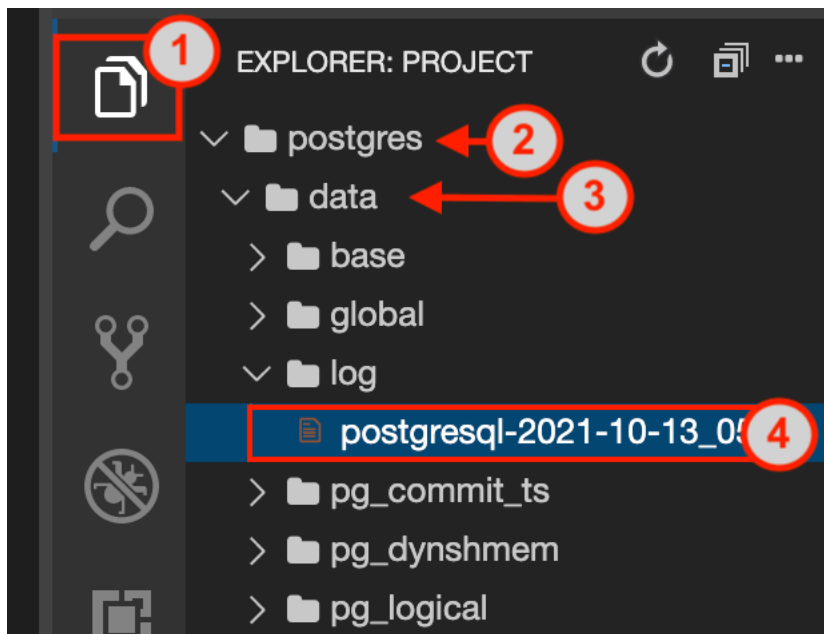 1
EXPLORER: PROJECT
postgres 2
data 3
base
global
log
postgresql-2021-10-13_05 4
pg_commit_ts
pg_dynshmem
pg_logical